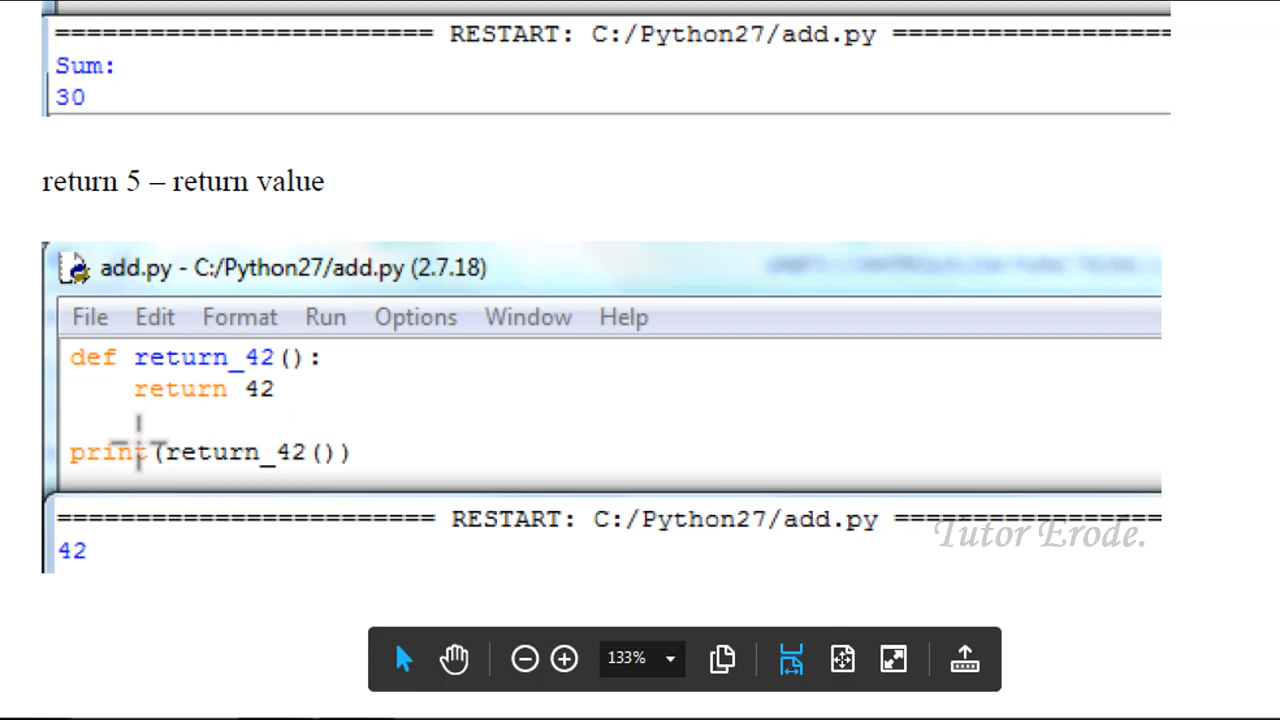 ======================== RESTART: C:/Python27/add.py ==================
Sum:
30
return 5 – return value
add.py - C:/Python27/add.py (2.7.18)
File Edit Format Run Options Window Help
def return_42():
    return 42
print(return_42())
======================== RESTART: C:/Python27/add.py =================
Tutor Erode.
42
133%